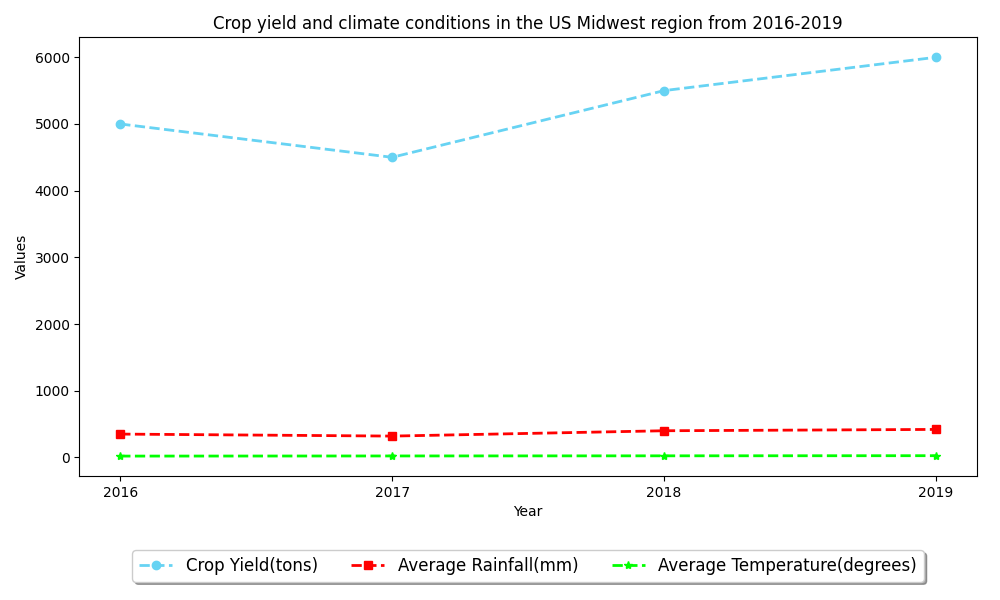 Crop yield and climate conditions in the US Midwest region from 2016-2019
6000
5000
4000
3000
2000
1000
0
Values
2016 2017 2018 2019
Year
Crop Yield(tons) Average Rainfall(mm) Average Temperature(degrees)